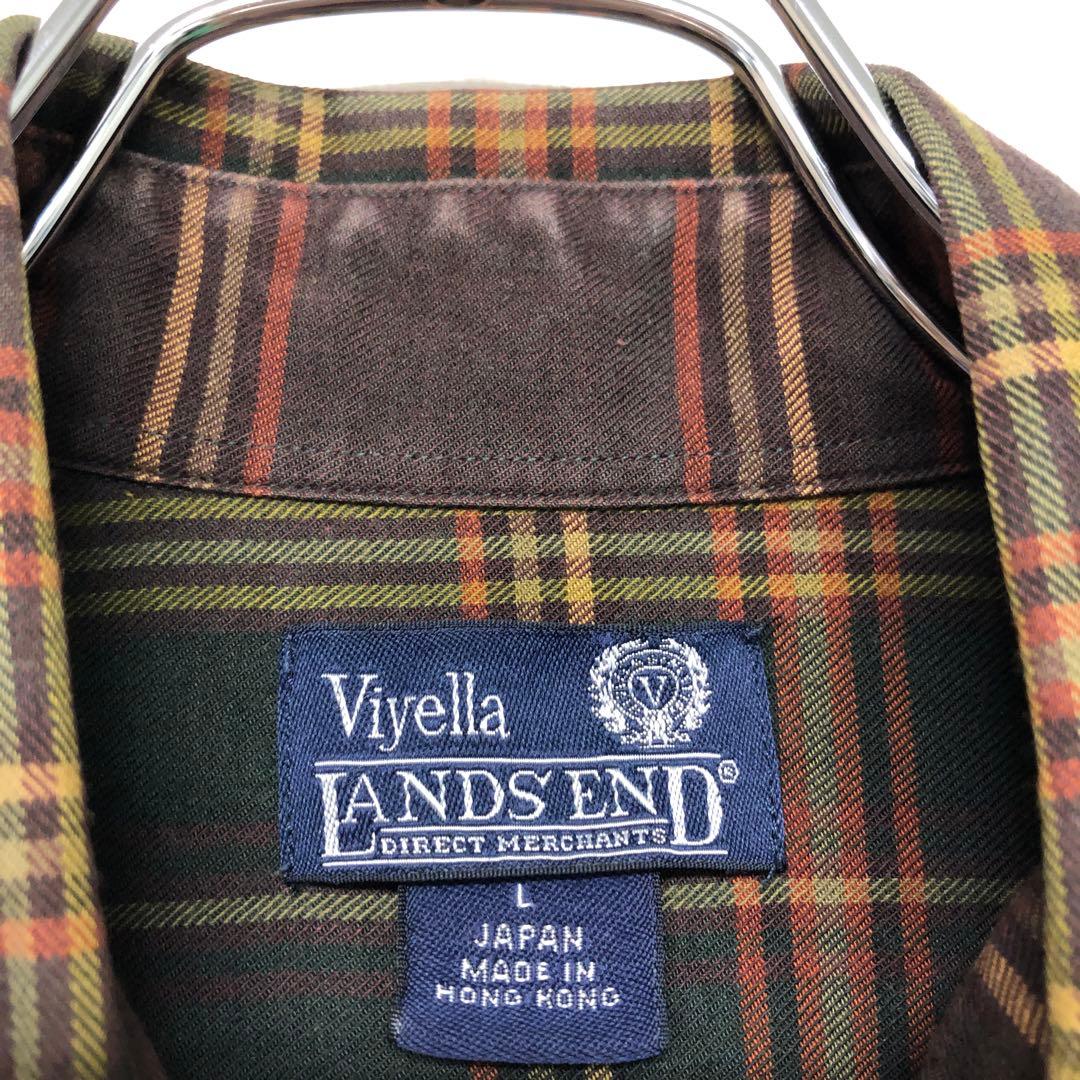 Viyella
V
LANDS' END®
DIRECT MERCHANTS
L
JAPAN
MADE IN
HONG KONG